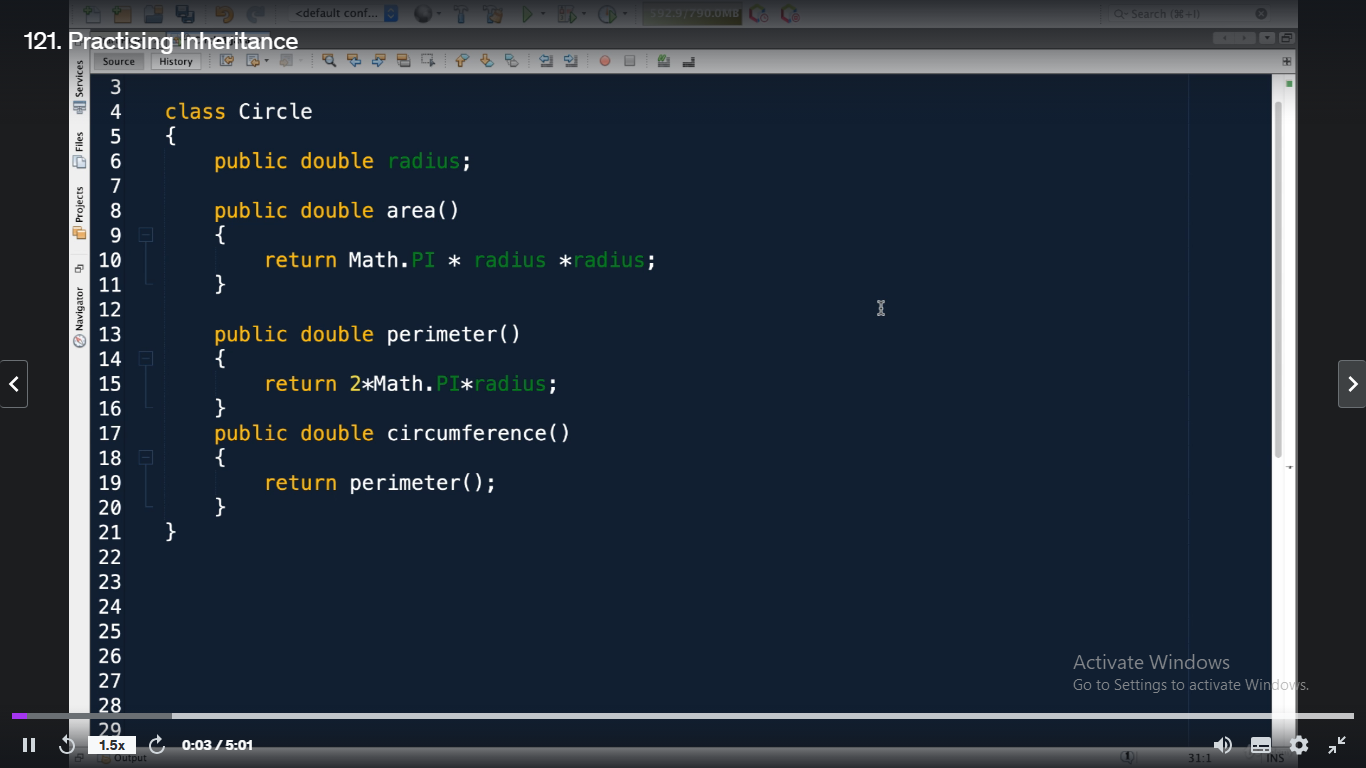 <default conf...
592.9/790.0MB
Search (⌘+I)
121. Practising Inheritance
Source
History
Services
Files
Projects
Navigator
3
4 class Circle
5 {
6 public double radius;
7
8 public double area()
9 {
10 return Math.PI * radius *radius;
11 }
12
13 public double perimeter()
14 {
15 return 2*Math.PI*radius;
16 }
17 public double circumference()
18 {
19 return perimeter();
20 }
21 }
22
23
24
25
26
27
28
29
Activate Windows
Go to Settings to activate Windows.
1.5x
0:03 / 5:01
Output
31:1
INS